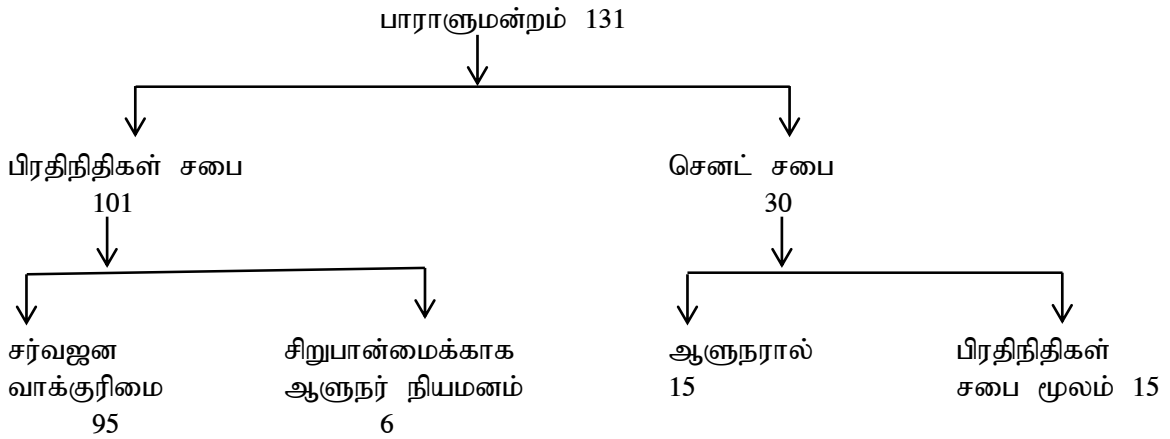 பாராளுமன்றம் 131
பிரதிநிதிகள் சபை
101
செனட் சபை
30
சர்வஜன
வாக்குரிமை
95
சிறுபான்மைக்காக
ஆளுநர் நியமனம்
6
ஆளுநரால்
15
பிரதிநிதிகள்
சபை மூலம் 15